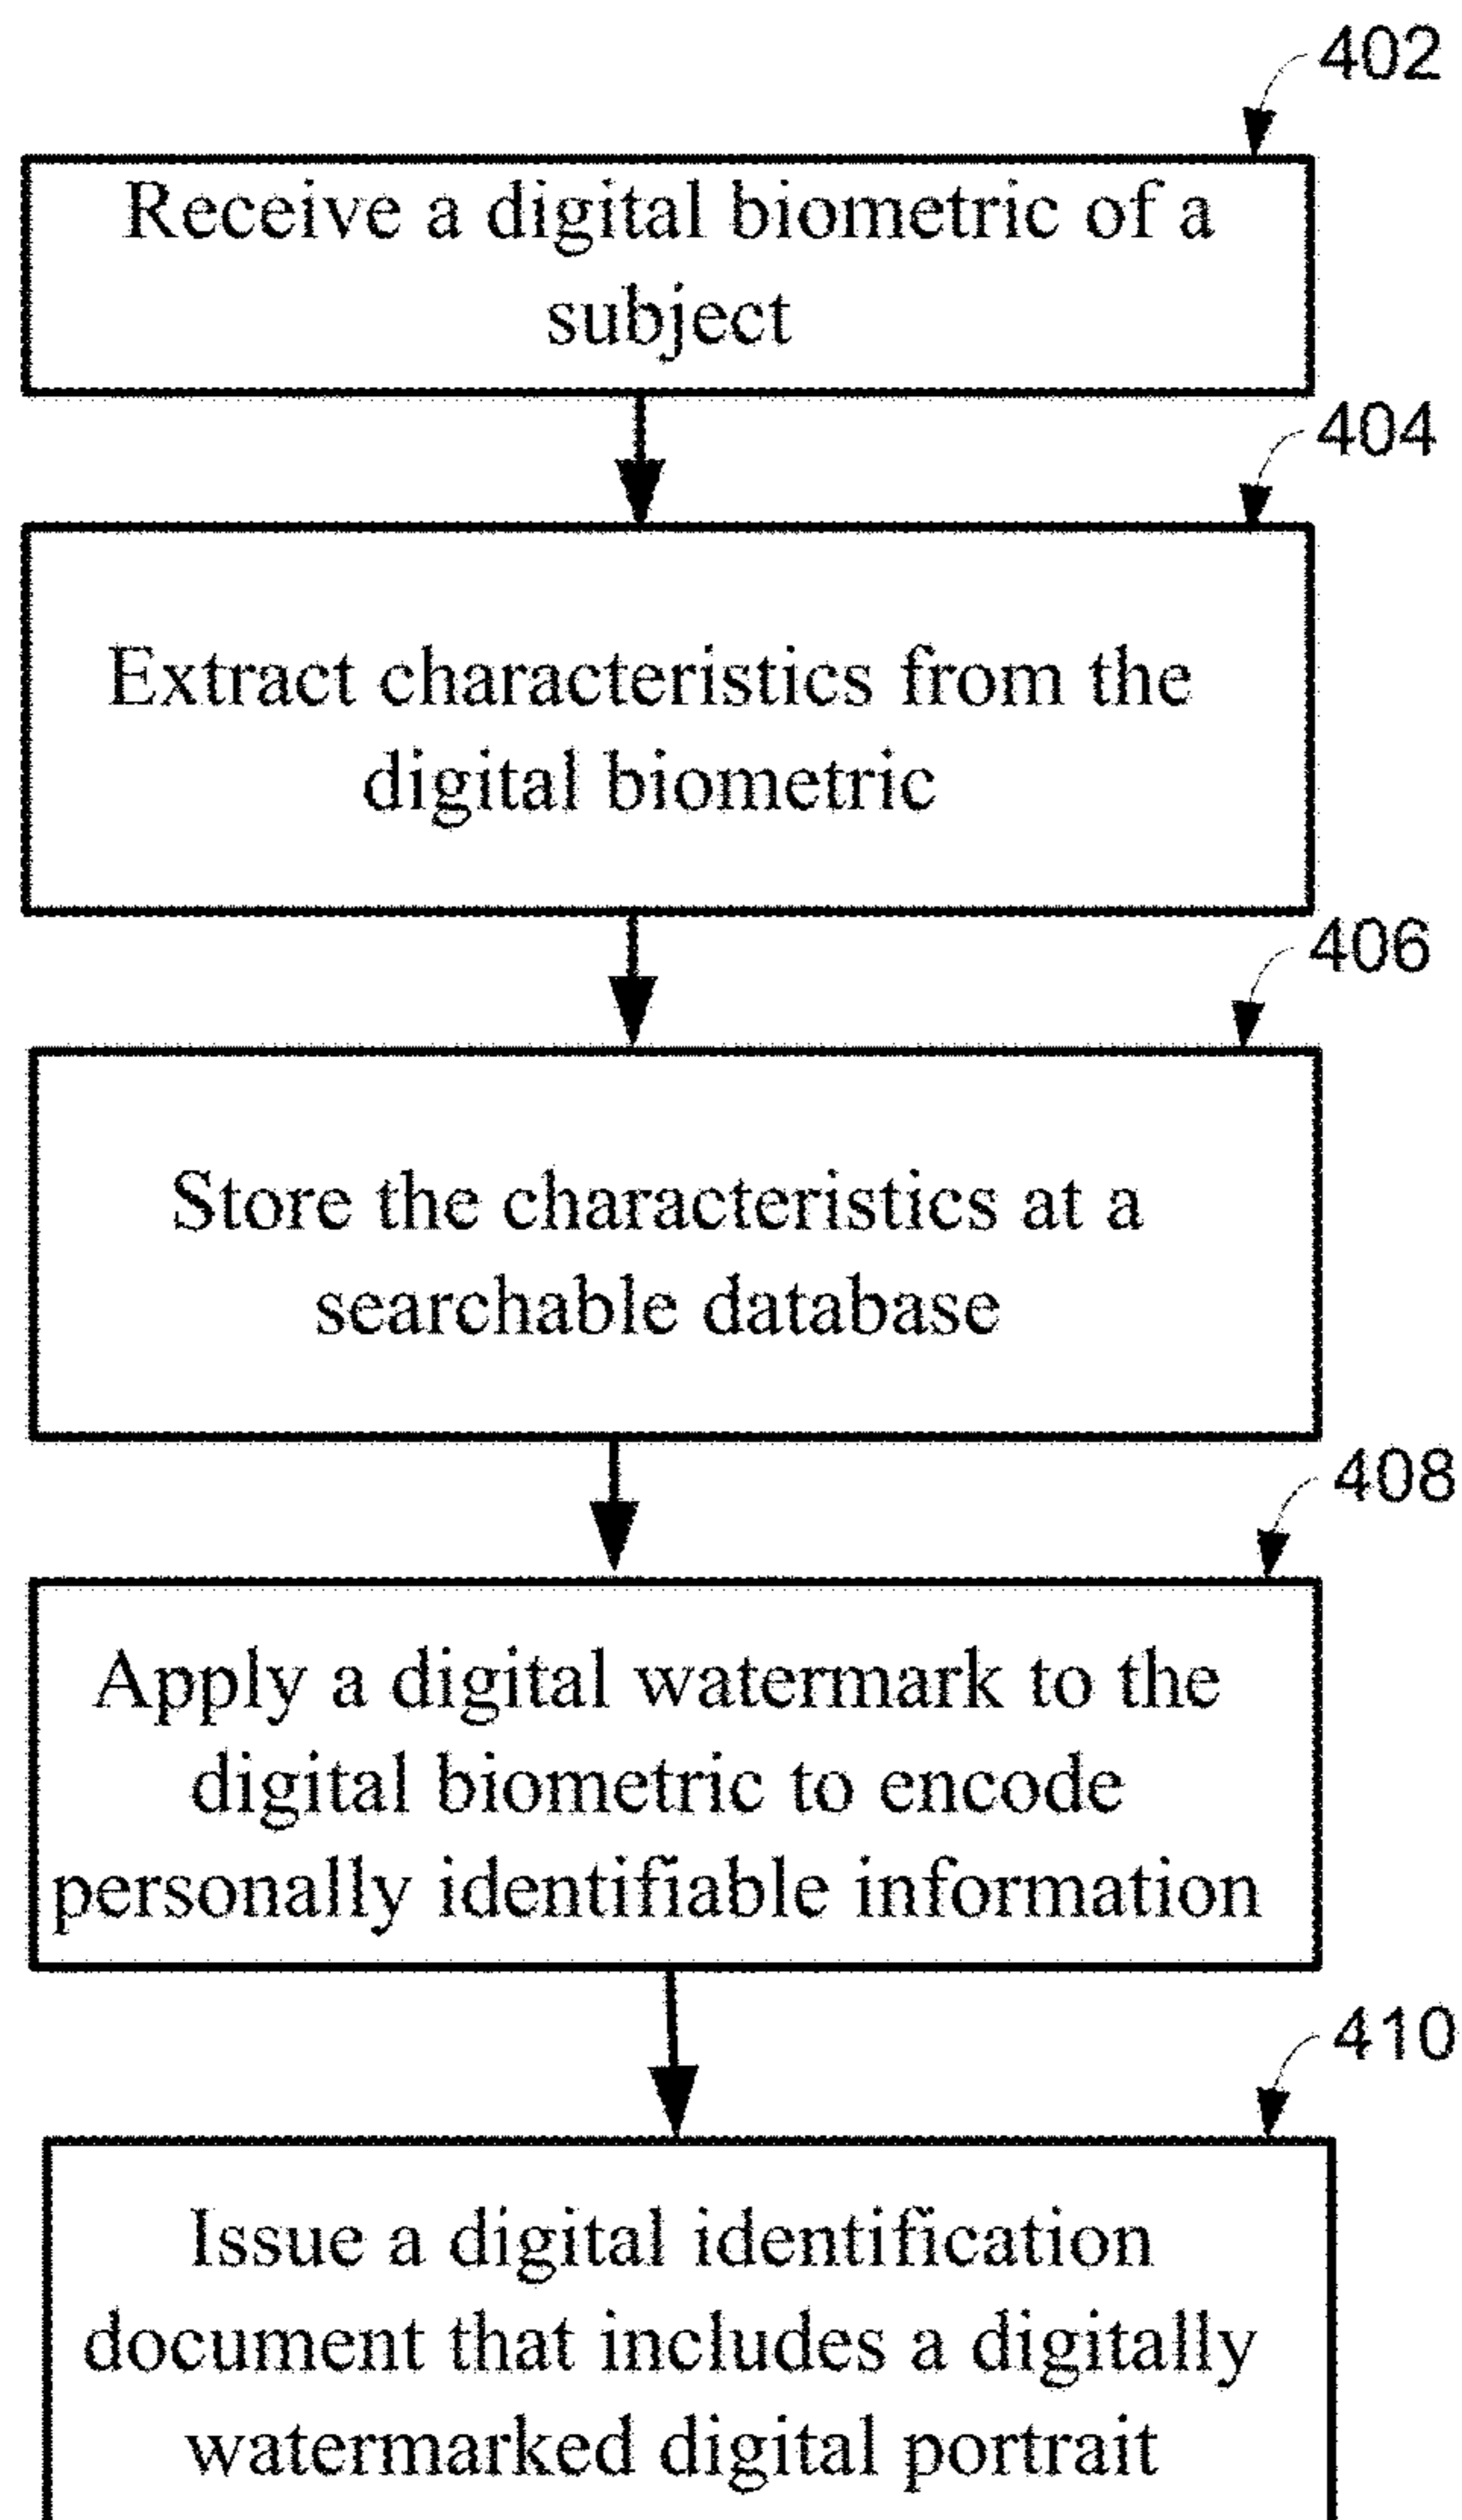 402
Receive a digital biometric of a
subject
404
Extract characteristics from the
digital biometric
406
Store the characteristics at a
searchable database
408
Apply a digital watermark to the
digital biometric to encode
personally identifiable information
410
Issue a digital identification
document that includes a digitally
watermarked digital portrait